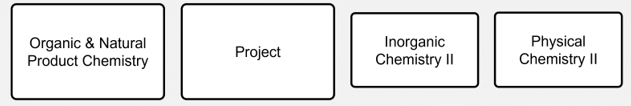 Organic & Natural
Product Chemistry
Project
Inorganic
Chemistry II
Physical
Chemistry II